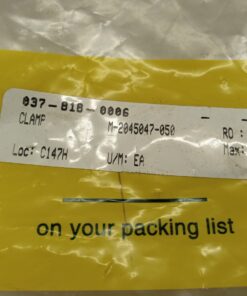 037-818-0006 -
CLAMP M-2045047-050 RO :
Loc: C147H U/M: EA Max:
on your packing list